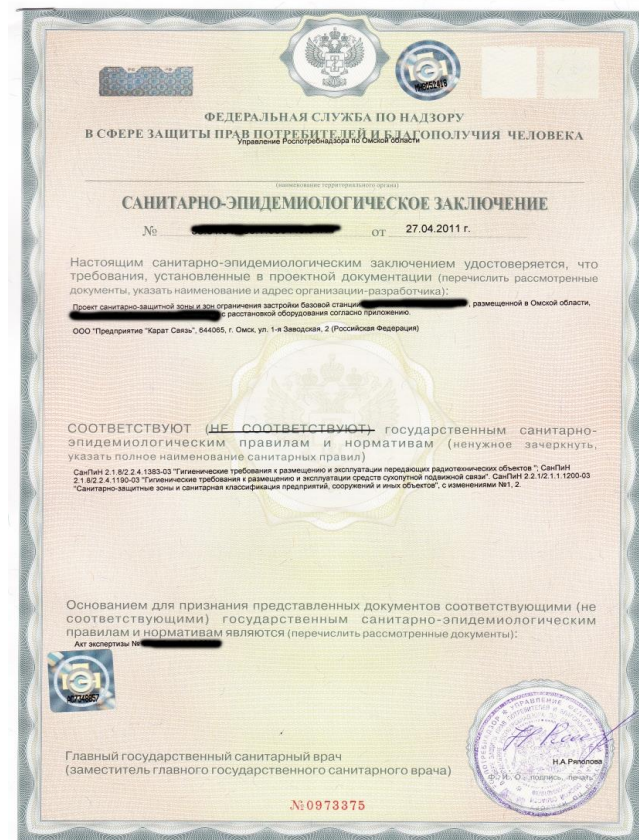 ФЕДЕРАЛЬНАЯ СЛУЖБА ПО НАДЗОРУ
В СФЕРЕ ЗАЩИТЫ ПРАВ ПОТРЕБИТЕЛЕЙ И БЛАГОПОЛУЧИЯ ЧЕЛОВЕКА
Управление Роспотребнадзора по Омской области
(наименование территориального органа)
САНИТАРНО-ЭПИДЕМИОЛОГИЧЕСКОЕ ЗАКЛЮЧЕНИЕ
№ от 27.04.2011 г.
Настоящим санитарно-эпидемиологическим заключением удостоверяется, что
требования, установленные в проектной документации (перечислить рассмотренные
документы, указать наименование и адрес организации-разработчика):
Проект санитарно-защитной зоны и зон ограничения застройки базовой станции , размещенной в Омской области,
с расстановкой оборудования согласно приложению.
ООО "Предприятие "Карат Связь", 644065, г. Омск, ул. 1-я Заводская, 2 (Российская Федерация)
СООТВЕТСТВУЮТ (НЕ СООТВЕТСТВУЮТ) государственным санитарно-
эпидемиологическим правилам и нормативам (ненужное зачеркнуть,
указать полное наименование санитарных правил)
СанПиН 2.1.8/2.2.4.1383-03 "Гигиенические требования к размещению и эксплуатации передающих радиотехнических объектов "; СанПиН
2.1.8/2.2.4.1190-03 "Гигиенические требования к размещению и эксплуатации средств сухопутной подвижной связи". СанПиН 2.2.1/2.1.1.1200-03
"Санитарно-защитные зоны и санитарная классификация предприятий, сооружений и иных объектов", с изменениями №1, 2.
Основанием для признания представленных документов соответствующими (не
соответствующими) государственным санитарно-эпидемиологическим
правилам и нормативам являются (перечислить рассмотренные документы):
Акт экспертизы №
Главный государственный санитарный врач
(заместитель главного государственного санитарного врача)
Н.А.Ряполова
Ф. И. О., подпись, печать
№0973375